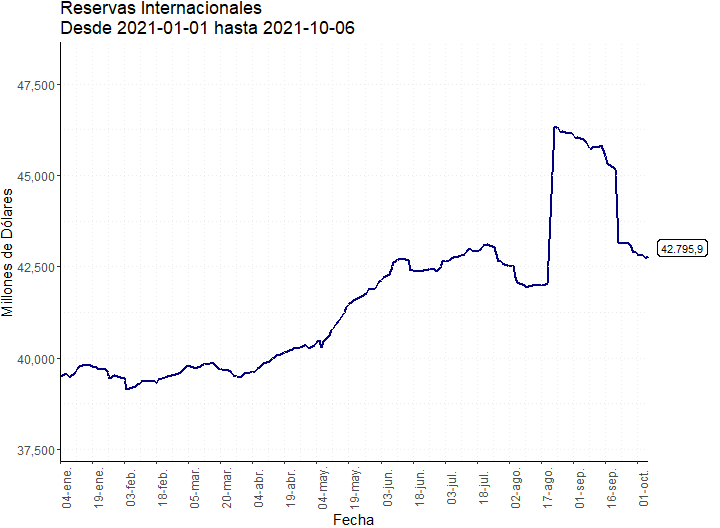 Reservas Internacionales
Desde 2021-01-01 hasta 2021-10-06
47,500
45,000
42,500
40,000
37,500
Millones de Dólares
42.795,9
04-ene.
19-ene.
03-feb.
18-feb.
05-mar.
20-mar.
04-abr.
19-abr.
04-may.
19-may.
03-jun.
18-jun.
03-jul.
18-jul.
02-ago.
17-ago.
01-sep.
16-sep.
01-oct.
Fecha